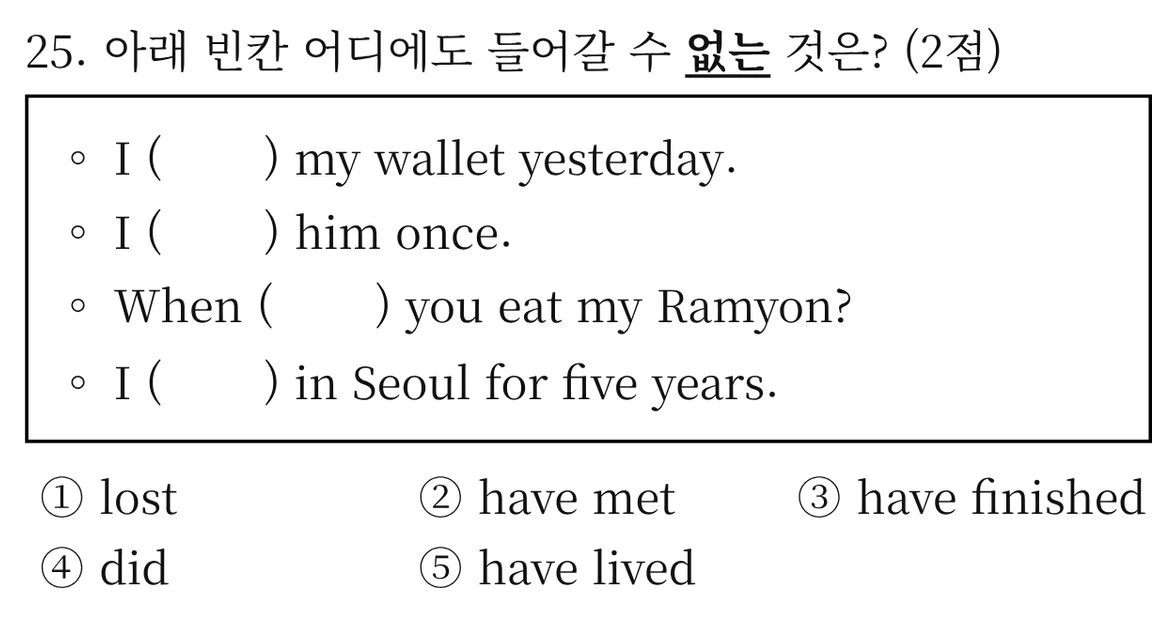 25. 아래 빈칸 어디에도 들어갈 수 없는 것은? (2점)
∘ I (      ) my wallet yesterday.
∘ I (      ) him once.
∘ When (      ) you eat my Ramyon?
∘ I (      ) in Seoul for five years.
① lost ② have met ③ have finished
④ did ⑤ have lived